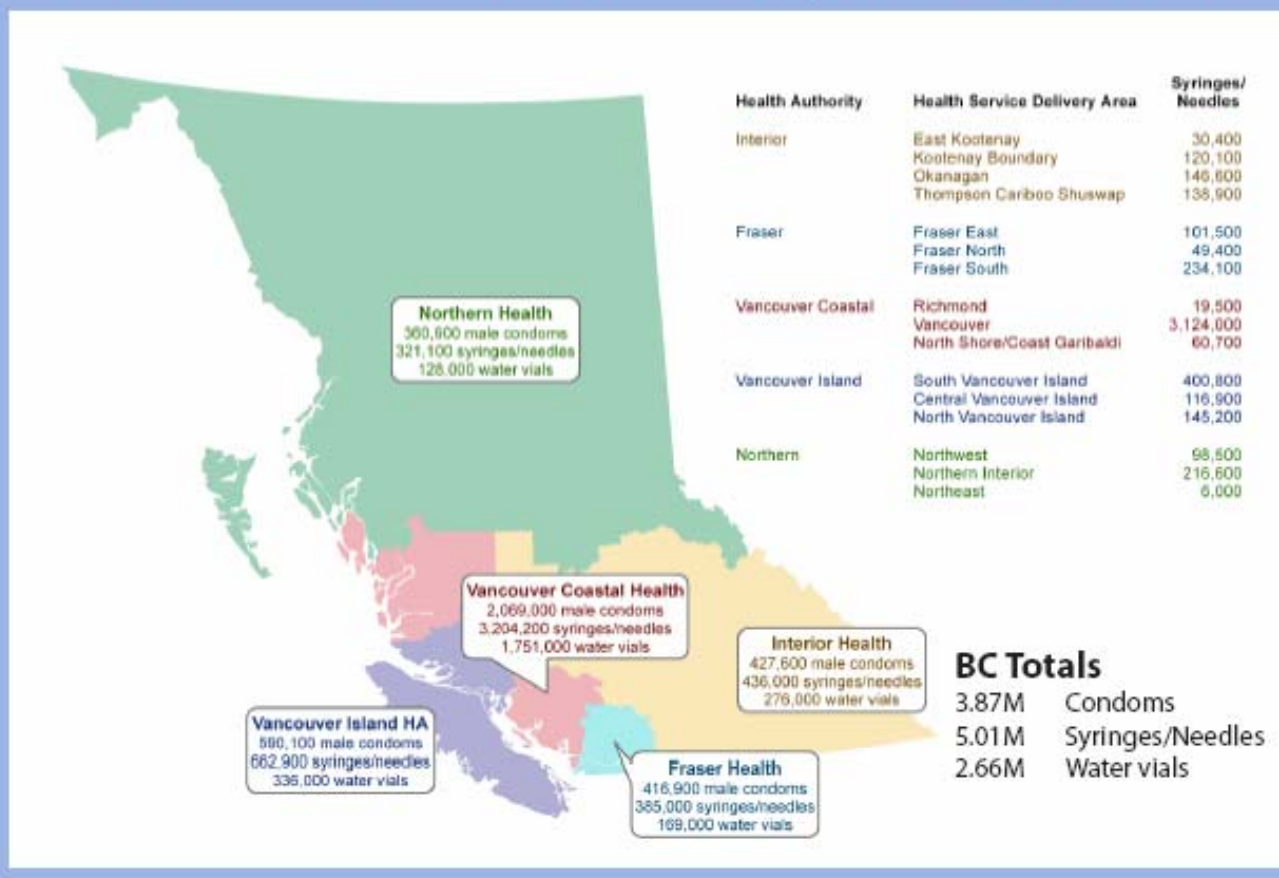 Health Authority Health Service Delivery Area Syringes/
Needles
Interior East Kootenay 30,400
Kootenay Boundary 120,100
Okanagan 146,600
Thompson Cariboo Shuswap 138,900
Fraser Fraser East 101,500
Fraser North 49,400
Fraser South 234,100
Vancouver Coastal Richmond 19,500
Vancouver 3,124,000
North Shore/Coast Garibaldi 60,700
Vancouver Island South Vancouver Island 400,800
Central Vancouver Island 116,900
North Vancouver Island 145,200
Northern Northwest 98,500
Northern Interior 216,600
Northeast 6,000
Northern Health
male condoms
321,100 syringes/needles
128,000 water vials
Vancouver Coastal Health
2,069,000 male condoms
3,204,200 syringes/needles
1,751,000 water vials
Interior Health
427,600 male condoms
436,000 syringes/needles
276,000 water vials
Vancouver Island HA
590,100 male condoms
662,900 syringes/needles
336,000 water vials
Fraser Health
416,900 male condoms
385,000 syringes/needles
169,000 water vials
BC Totals
3.87M Condoms
5.01M Syringes/Needles
2.66M Water vials